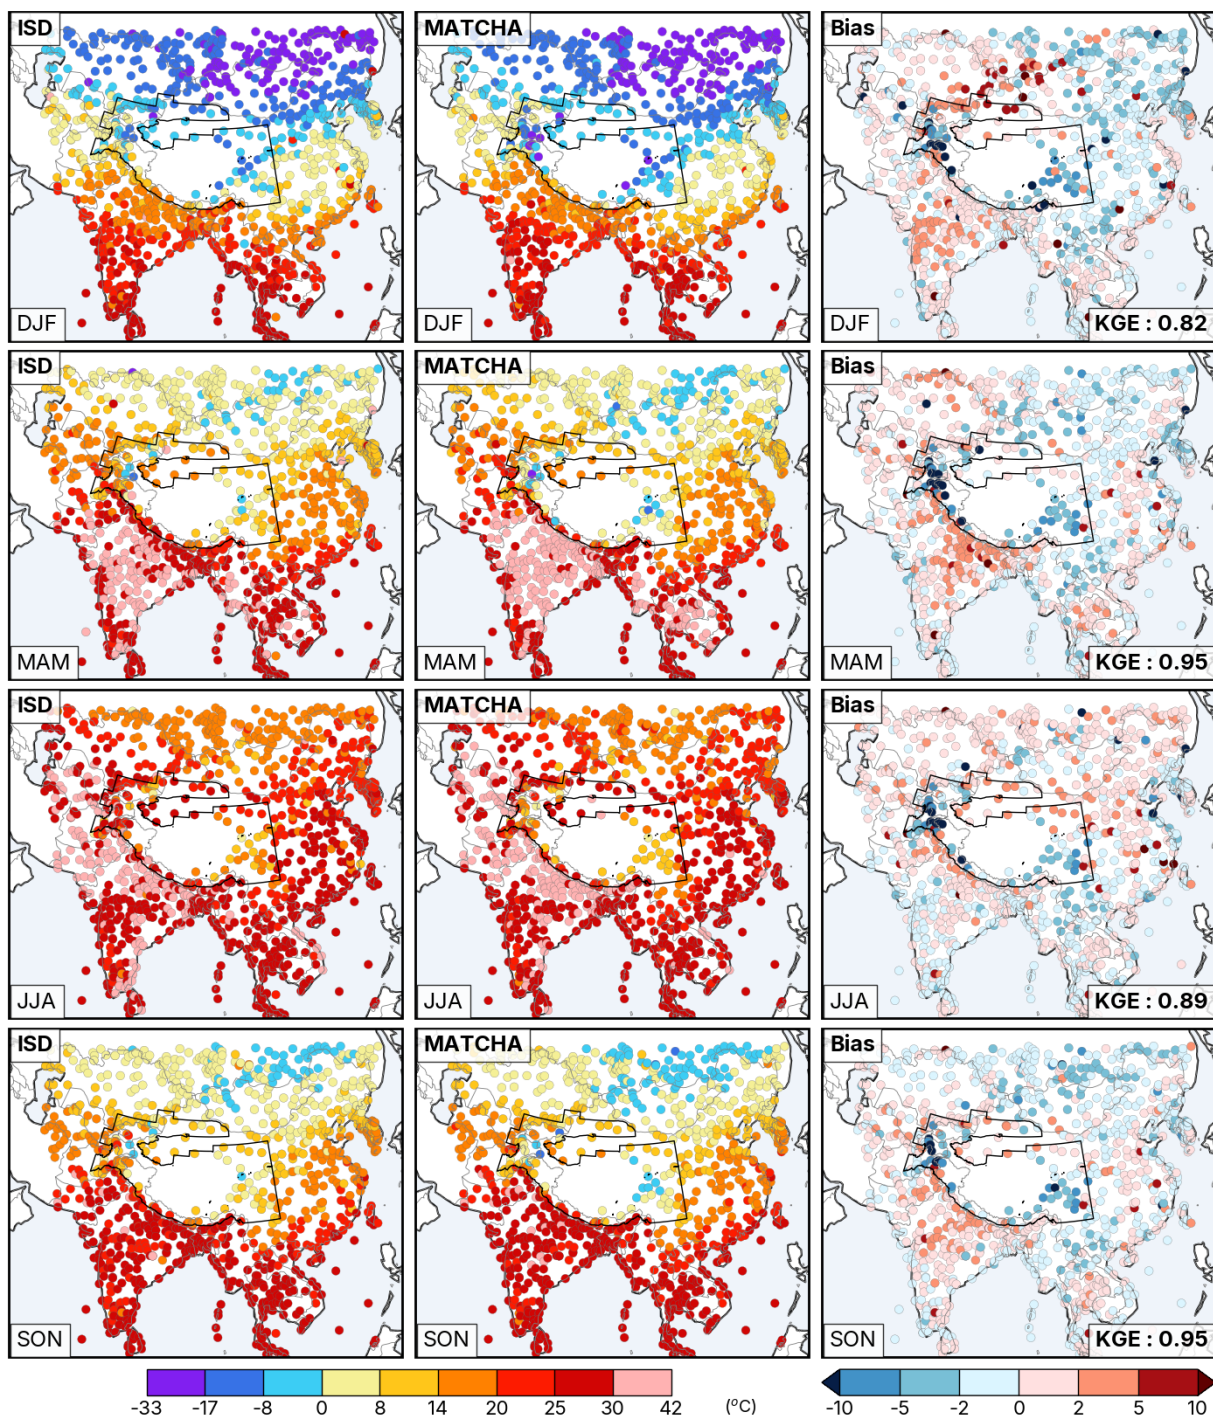 ISD MATCHA Bias
DJF DJF DJF KGE : 0.82
ISD MATCHA Bias
MAM MAM MAM KGE : 0.95
ISD MATCHA Bias
JJA JJA JJA KGE : 0.89
ISD MATCHA Bias
SON SON SON KGE : 0.95
-33 -17 -8 0 8 14 20 25 30 42 (°C) -10 -5 -2 0 2 5 10